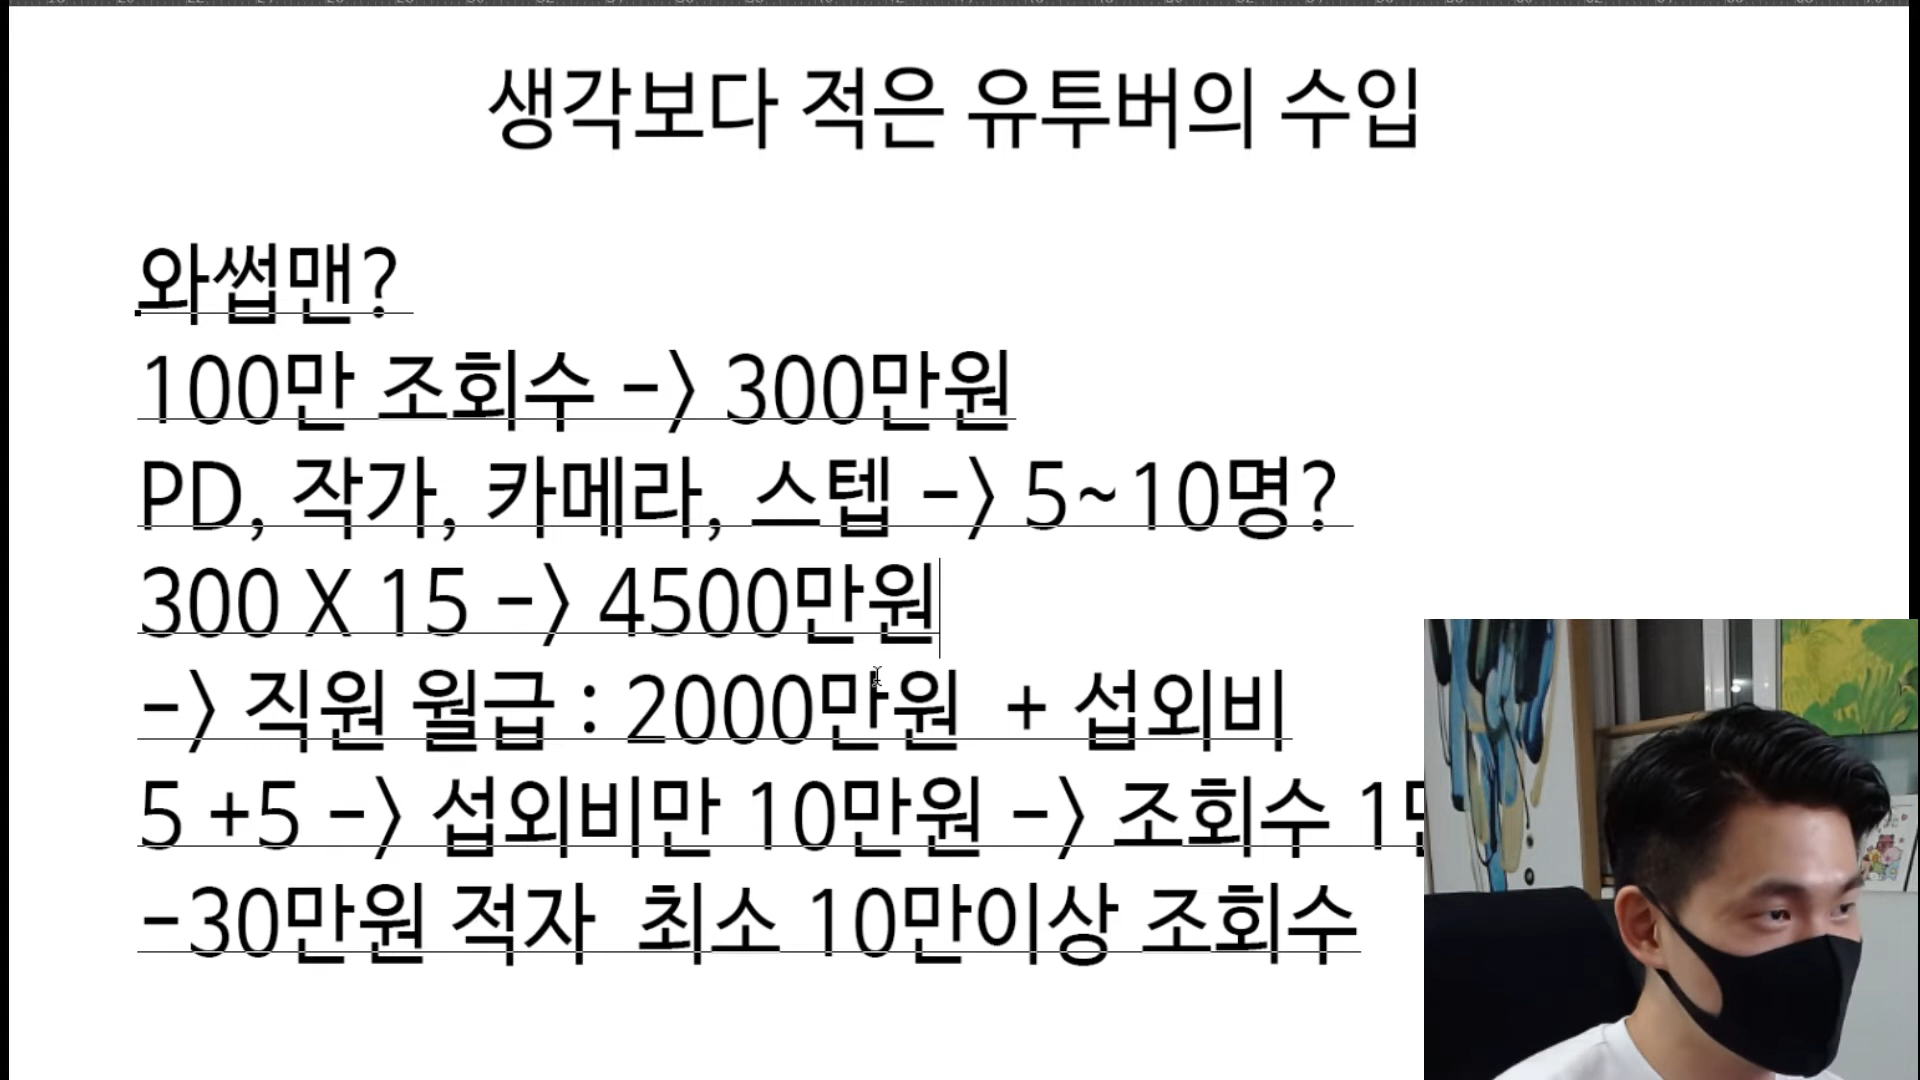 생각보다 적은 유투버의 수입
와썹맨?
100만 조회수 -> 300만원
PD, 작가, 카메라, 스텝 -> 5~10명?
300 X 15 -> 4500만원
-> 직원 월급 : 2000만원 + 섭외비
5 +5 -> 섭외비만 10만원 -> 조회수 1
-30만원 적자 최소 10만이상 조회수